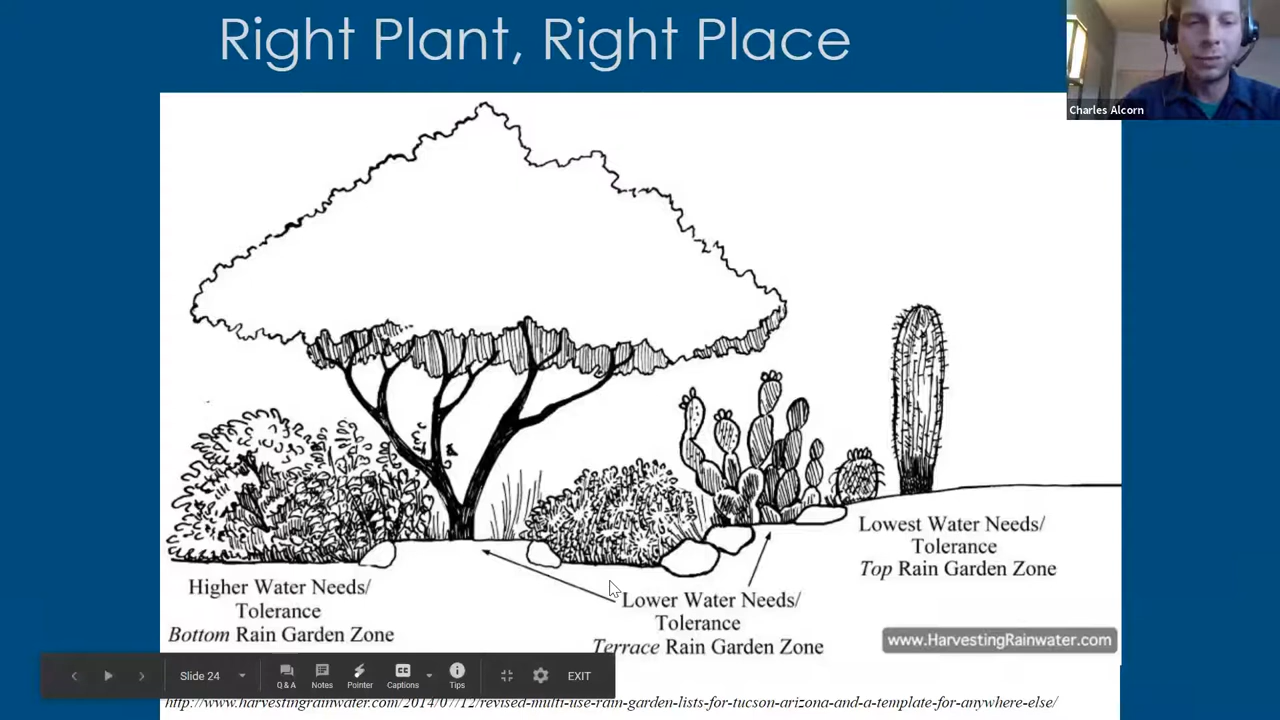 Right Plant, Right Place
Charles Alcorn
Lowest Water Needs/
Tolerance
Top Rain Garden Zone
Higher Water Needs/
Tolerance
Bottom Rain Garden Zone
Lower Water Needs/
Tolerance
Terrace Rain Garden Zone
www.HarvestingRainwater.com
Slide 24
Q & A
Notes
Pointer
Captions
Tips
EXIT
http://www.harvestingrainwater.com/2014/07/12/revised-multi-use-rain-garden-lists-for-tucson-arizona-and-a-template-for-anywhere-else/